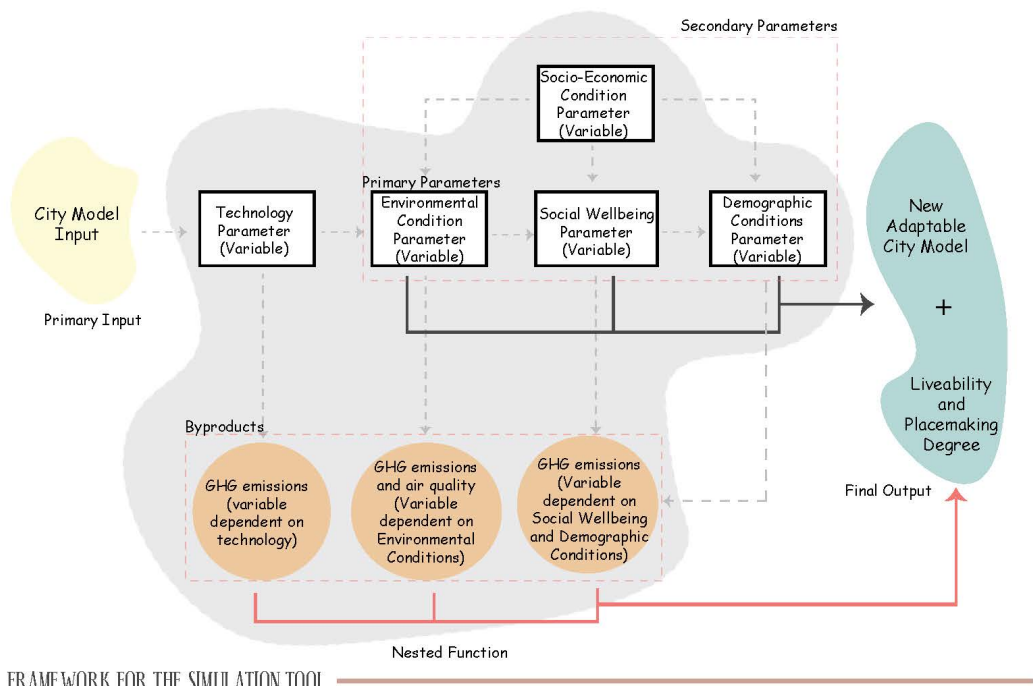 Secondary Parameters
Socio-Economic
Condition
Parameter
(Variable)
Primary Parameters
City Model
Input
Technology
Parameter
(Variable)
Environmental
Condition
Parameter
(Variable)
Social Wellbeing
Parameter
(Variable)
Demographic
Conditions
Parameter
(Variable)
New
Adaptable
City Model
+
Liveability
and
Placemaking
Degree
Primary Input
Byproducts
GHG emissions
(variable
dependent on
technology)
GHG emissions
and air quality
(Variable
dependent on
Environmental
Conditions)
GHG emissions
(Variable
dependent on
Social Wellbeing
and Demographic
Conditions)
Final Output
Nested Function
FRAMEWORK FOR THE SIMULATION TOOL